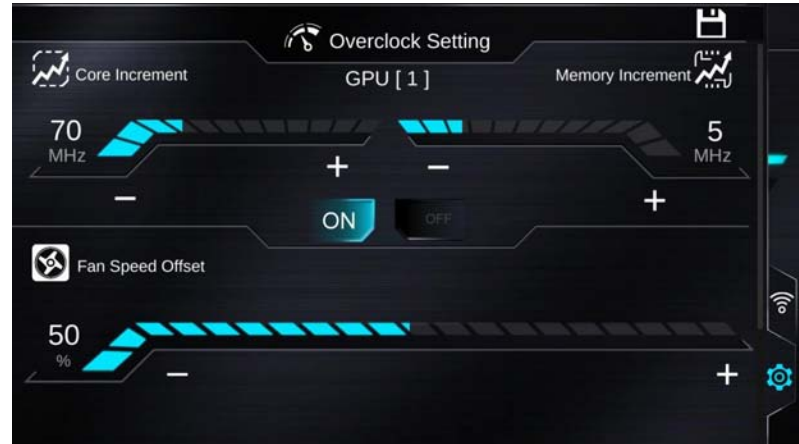 Overclock Setting
Core Increment
GPU [ 1 ]
Memory Increment
70
MHz
5
MHz
−
+
−
+
ON
OFF
Fan Speed Offset
50
%
−
+